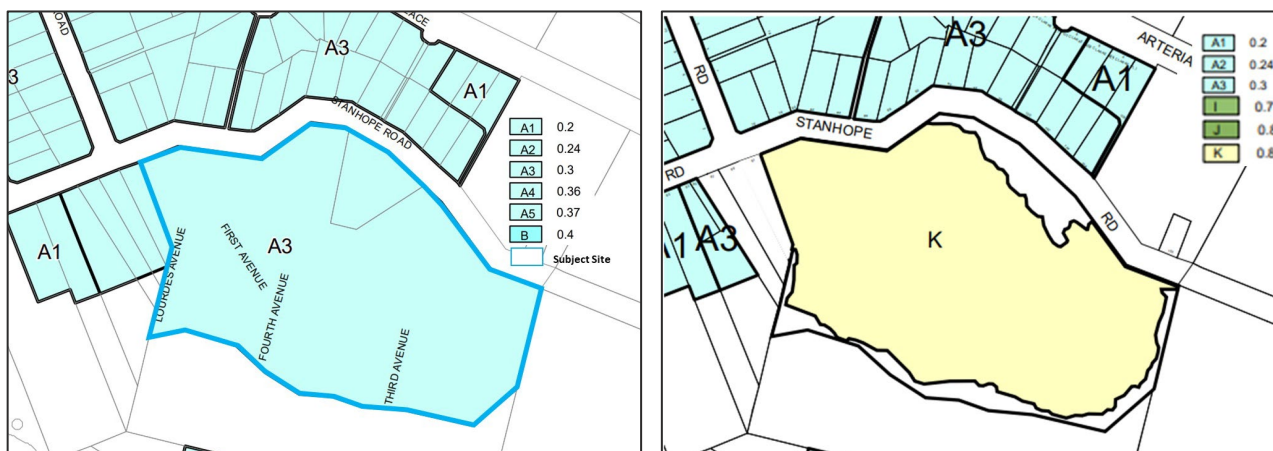 ROAD
LACE
A3
3
A1
STANHOPE ROAD
A1 0.2
A2 0.24
A3 0.3
A4 0.36
A5 0.37
B 0.4
Subject Site
A1
LOURDES AVENUE
FIRST AVENUE
A3
FOURTH AVENUE
THIRD AVENUE
A3
ARTERIA
A1
RD
STANHOPE
RD
RD
A1 0.2
A2 0.24
A3 0.3
I 0.7
J 0.8
K 0.8
A1
A3
K